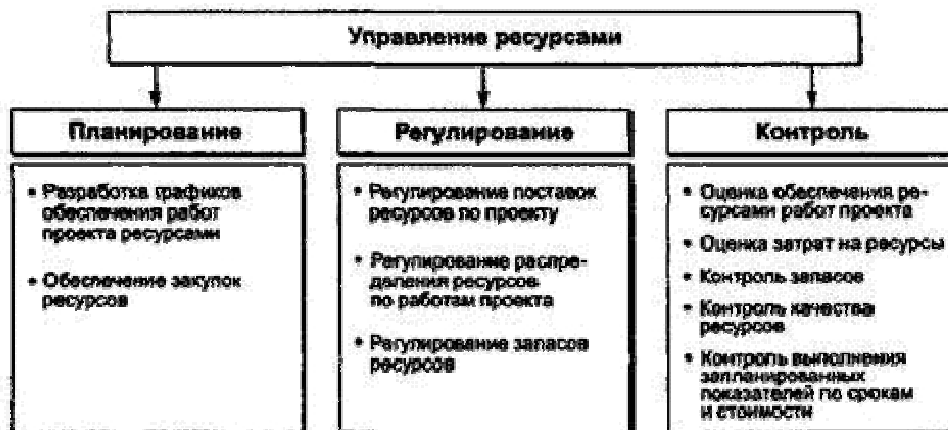 Управление ресурсами
Планирование
• Разработка графиков
обеспечения работ
проекта ресурсами
• Обеспечение закупок
ресурсов
Регулирование
• Регулирование поставок
ресурсов по проекту
• Регулирование распре-
деления ресурсов
по работам проекта
• Регулирование запасов
ресурсов
Контроль
• Оценка обеспечения ре-
сурсами работ проекта
• Оценка затрат на ресурсы
• Контроль запасов
• Контроль качества
ресурсов
• Контроль выполнения
запланированных
показателей по срокам
и стоимости